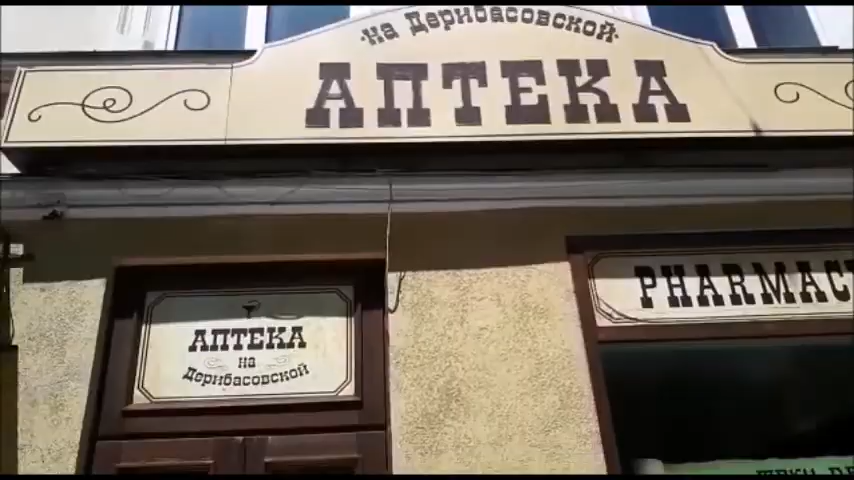 на Дерибасовской
АПТЕКА
PHARMAC
АПТЕКА
на
Дерибасовской